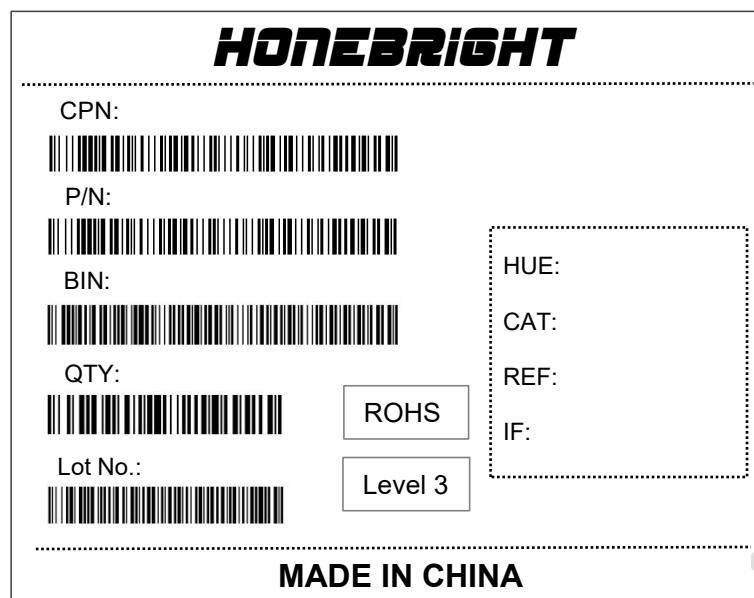 HONEBRIGHT
CPN:
P/N:
BIN:
QTY:
Lot No.:
ROHS
Level 3
HUE:
CAT:
REF:
IF:
MADE IN CHINA